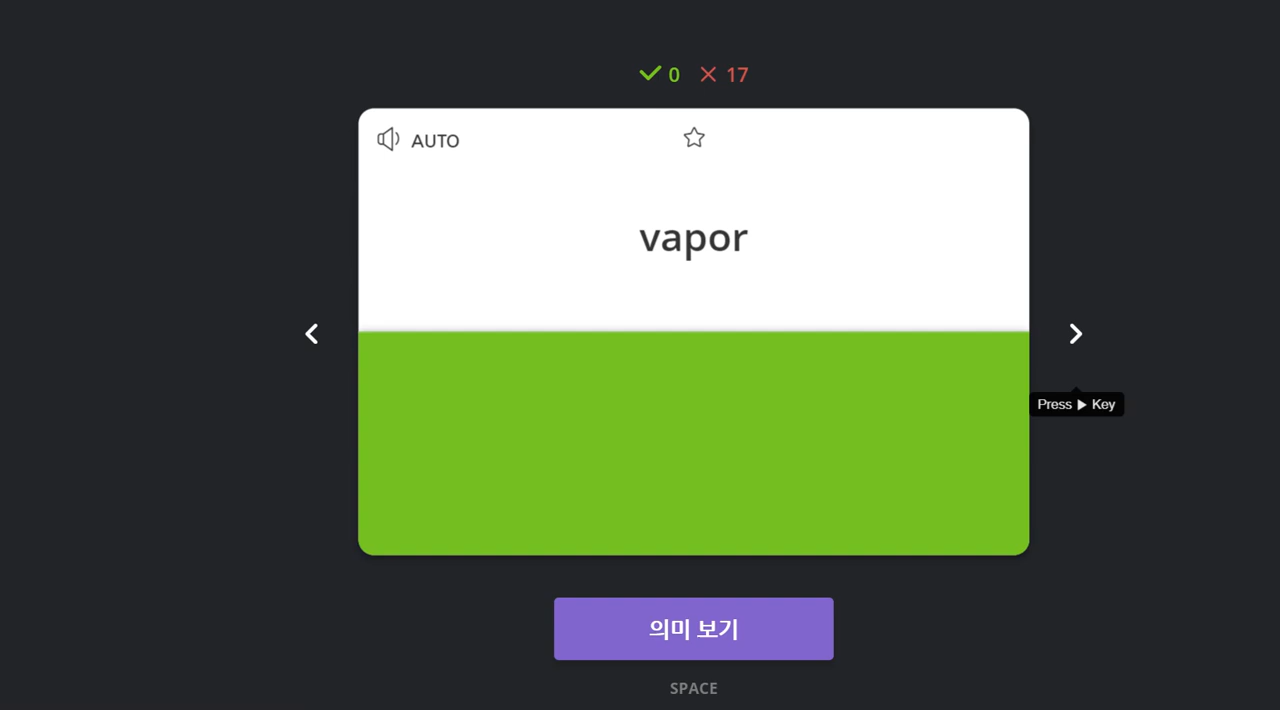 0 17
AUTO
vapor
Press ▶ Key
의미 보기
SPACE